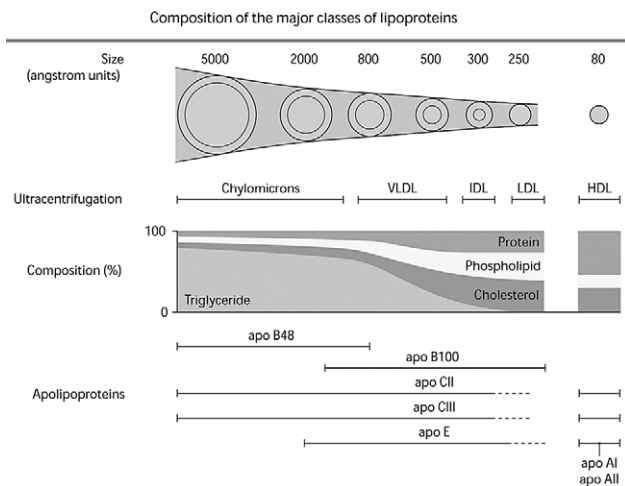 Composition of the major classes of lipoproteins
Size
(angstrom units)
5000 2000 800 500 300 250 80
Ultracentrifugation
Chylomicrons VLDL IDL LDL HDL
Composition (%)
100
0
Protein
Phospholipid
Cholesterol
Triglyceride
Apolipoproteins
apo B48
apo B100
apo CII
apo CIII
apo E
apo AI
apo AII